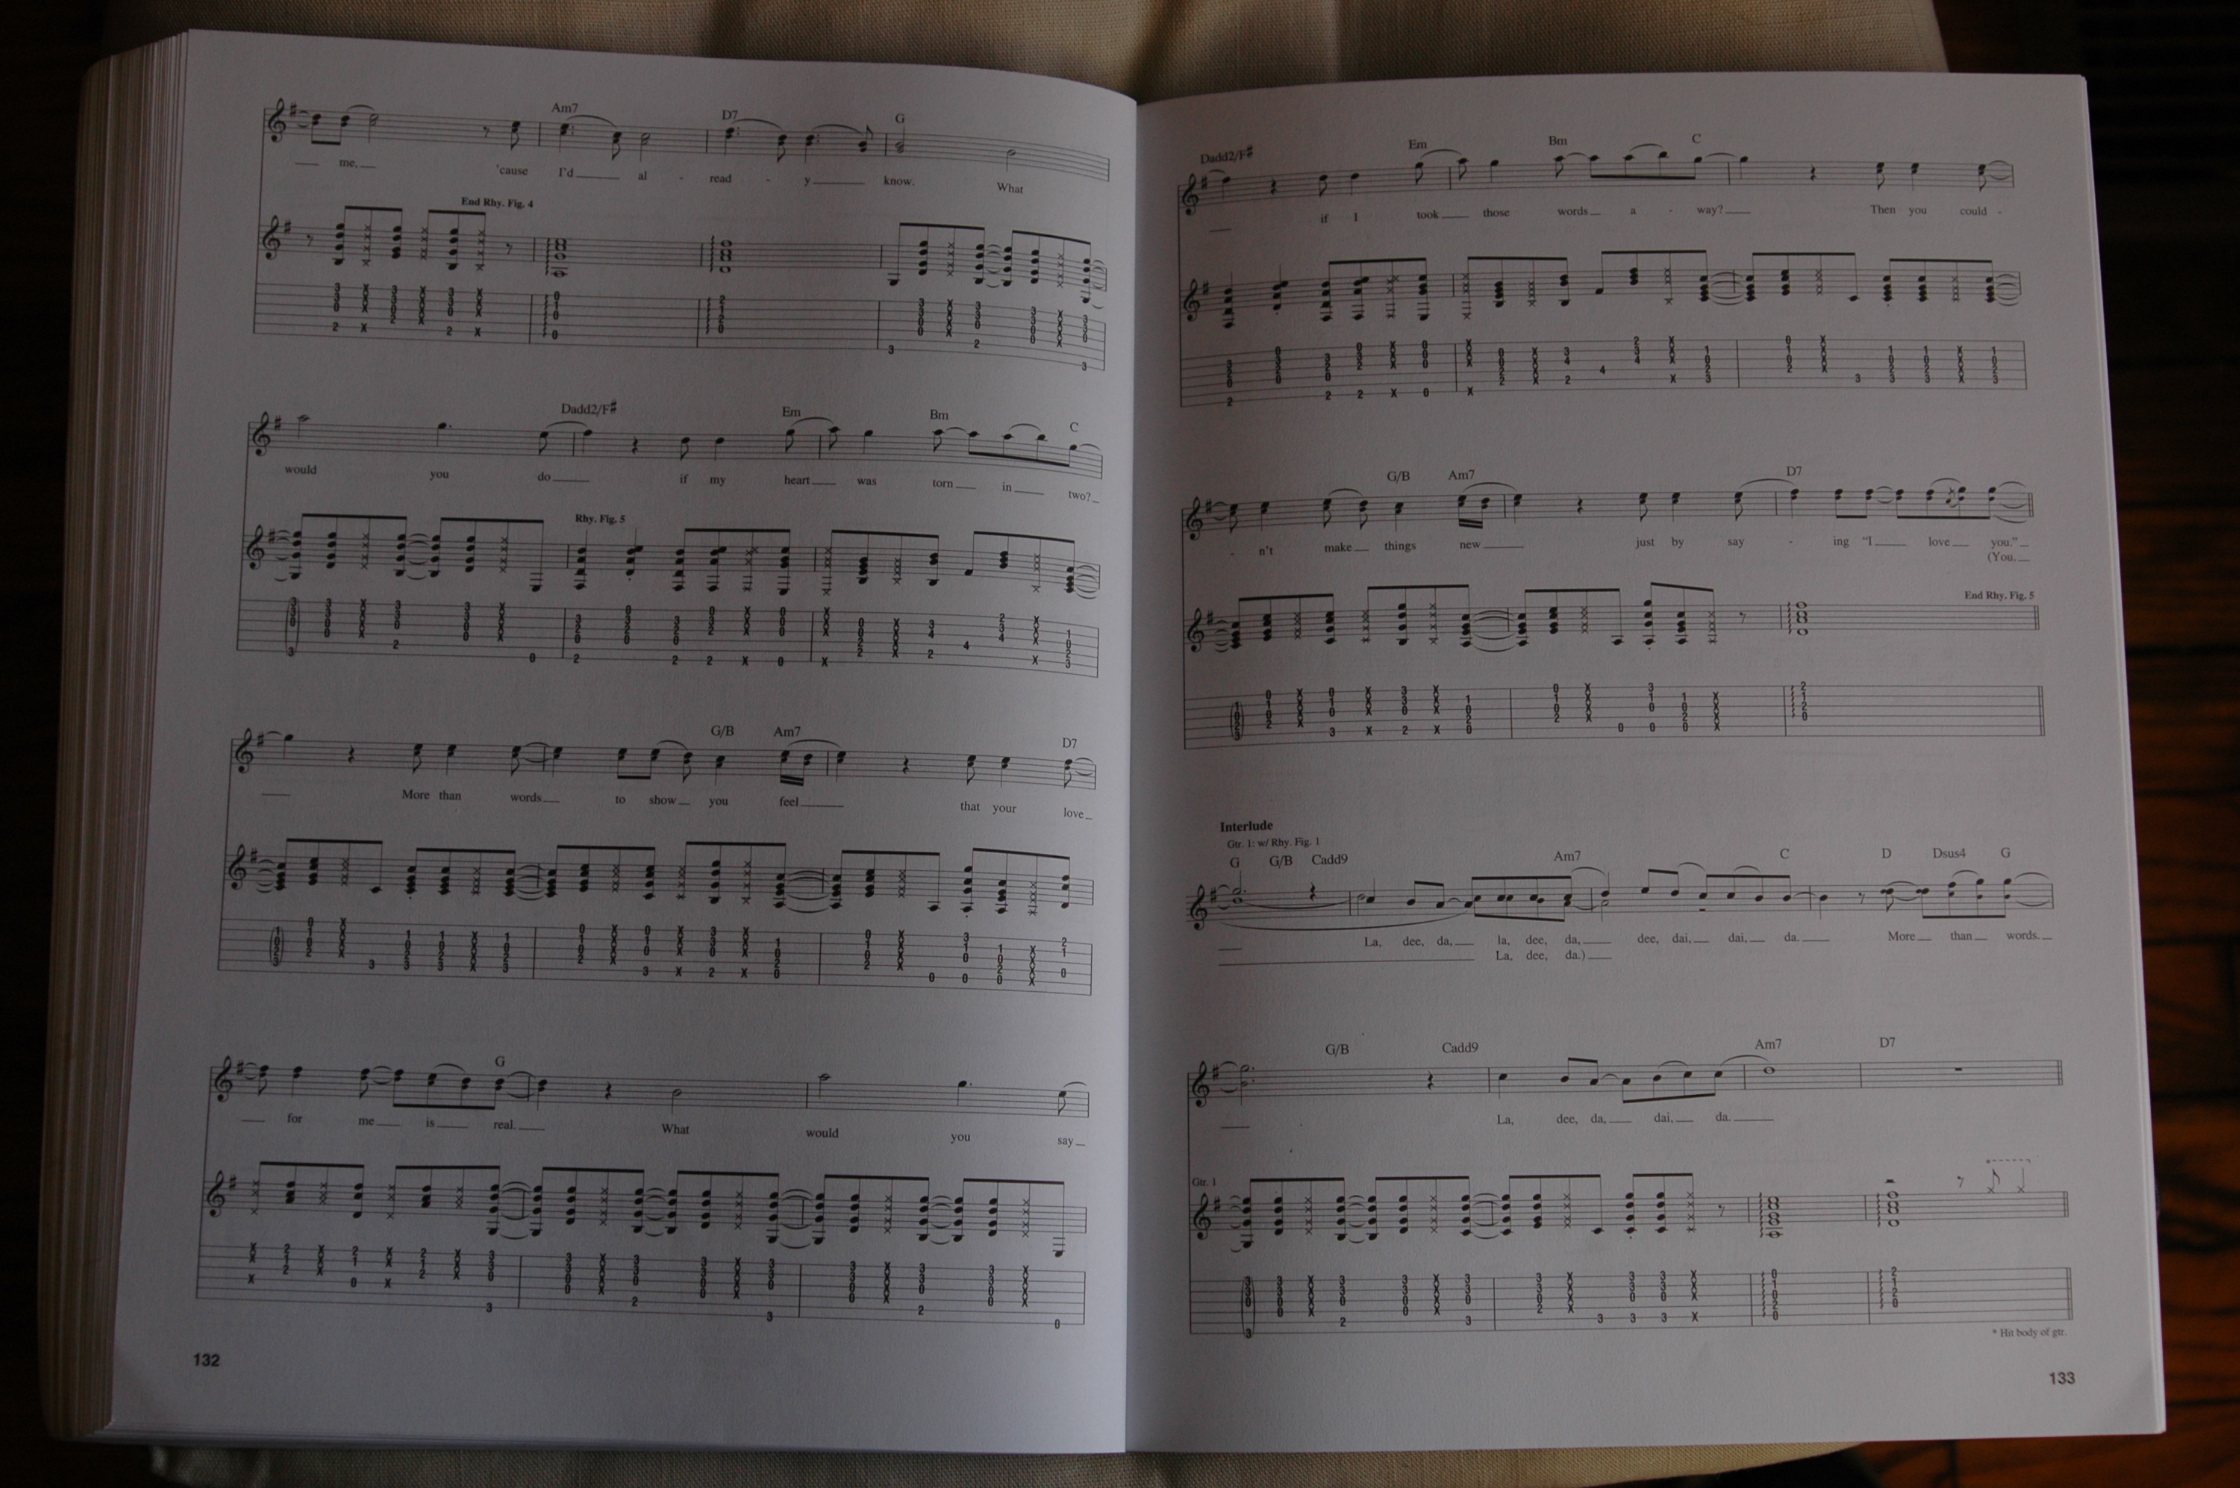 Am7 D7 G
me, 'cause I'd al - read - y know. What
End Rhy. Fig. 4
Dadd2/F# Em Bm C
would you do if my heart was torn in two?
Rhy. Fig. 5
G/B Am7 D7
More than words to show you feel that your love
G
for me is real. What would you say
132
Dadd2/F# Em Bm C
if I took those words a - way? Then you could -
G/B Am7 D7
- n't make things new just by say - ing "I love you."
(You
End Rhy. Fig. 5
Interlude
Gtr. 1: w/ Rhy. Fig. 1
G G/B Cadd9 Am7 C D Dsus4 G
La, dee, da, la, dee, da, dee, dai, dai, da. More than words.
La, dee, da.)
G/B Cadd9 Am7 D7
La, dee, da, dai, da.
Gtr. 1
* Hit body of gtr.
133